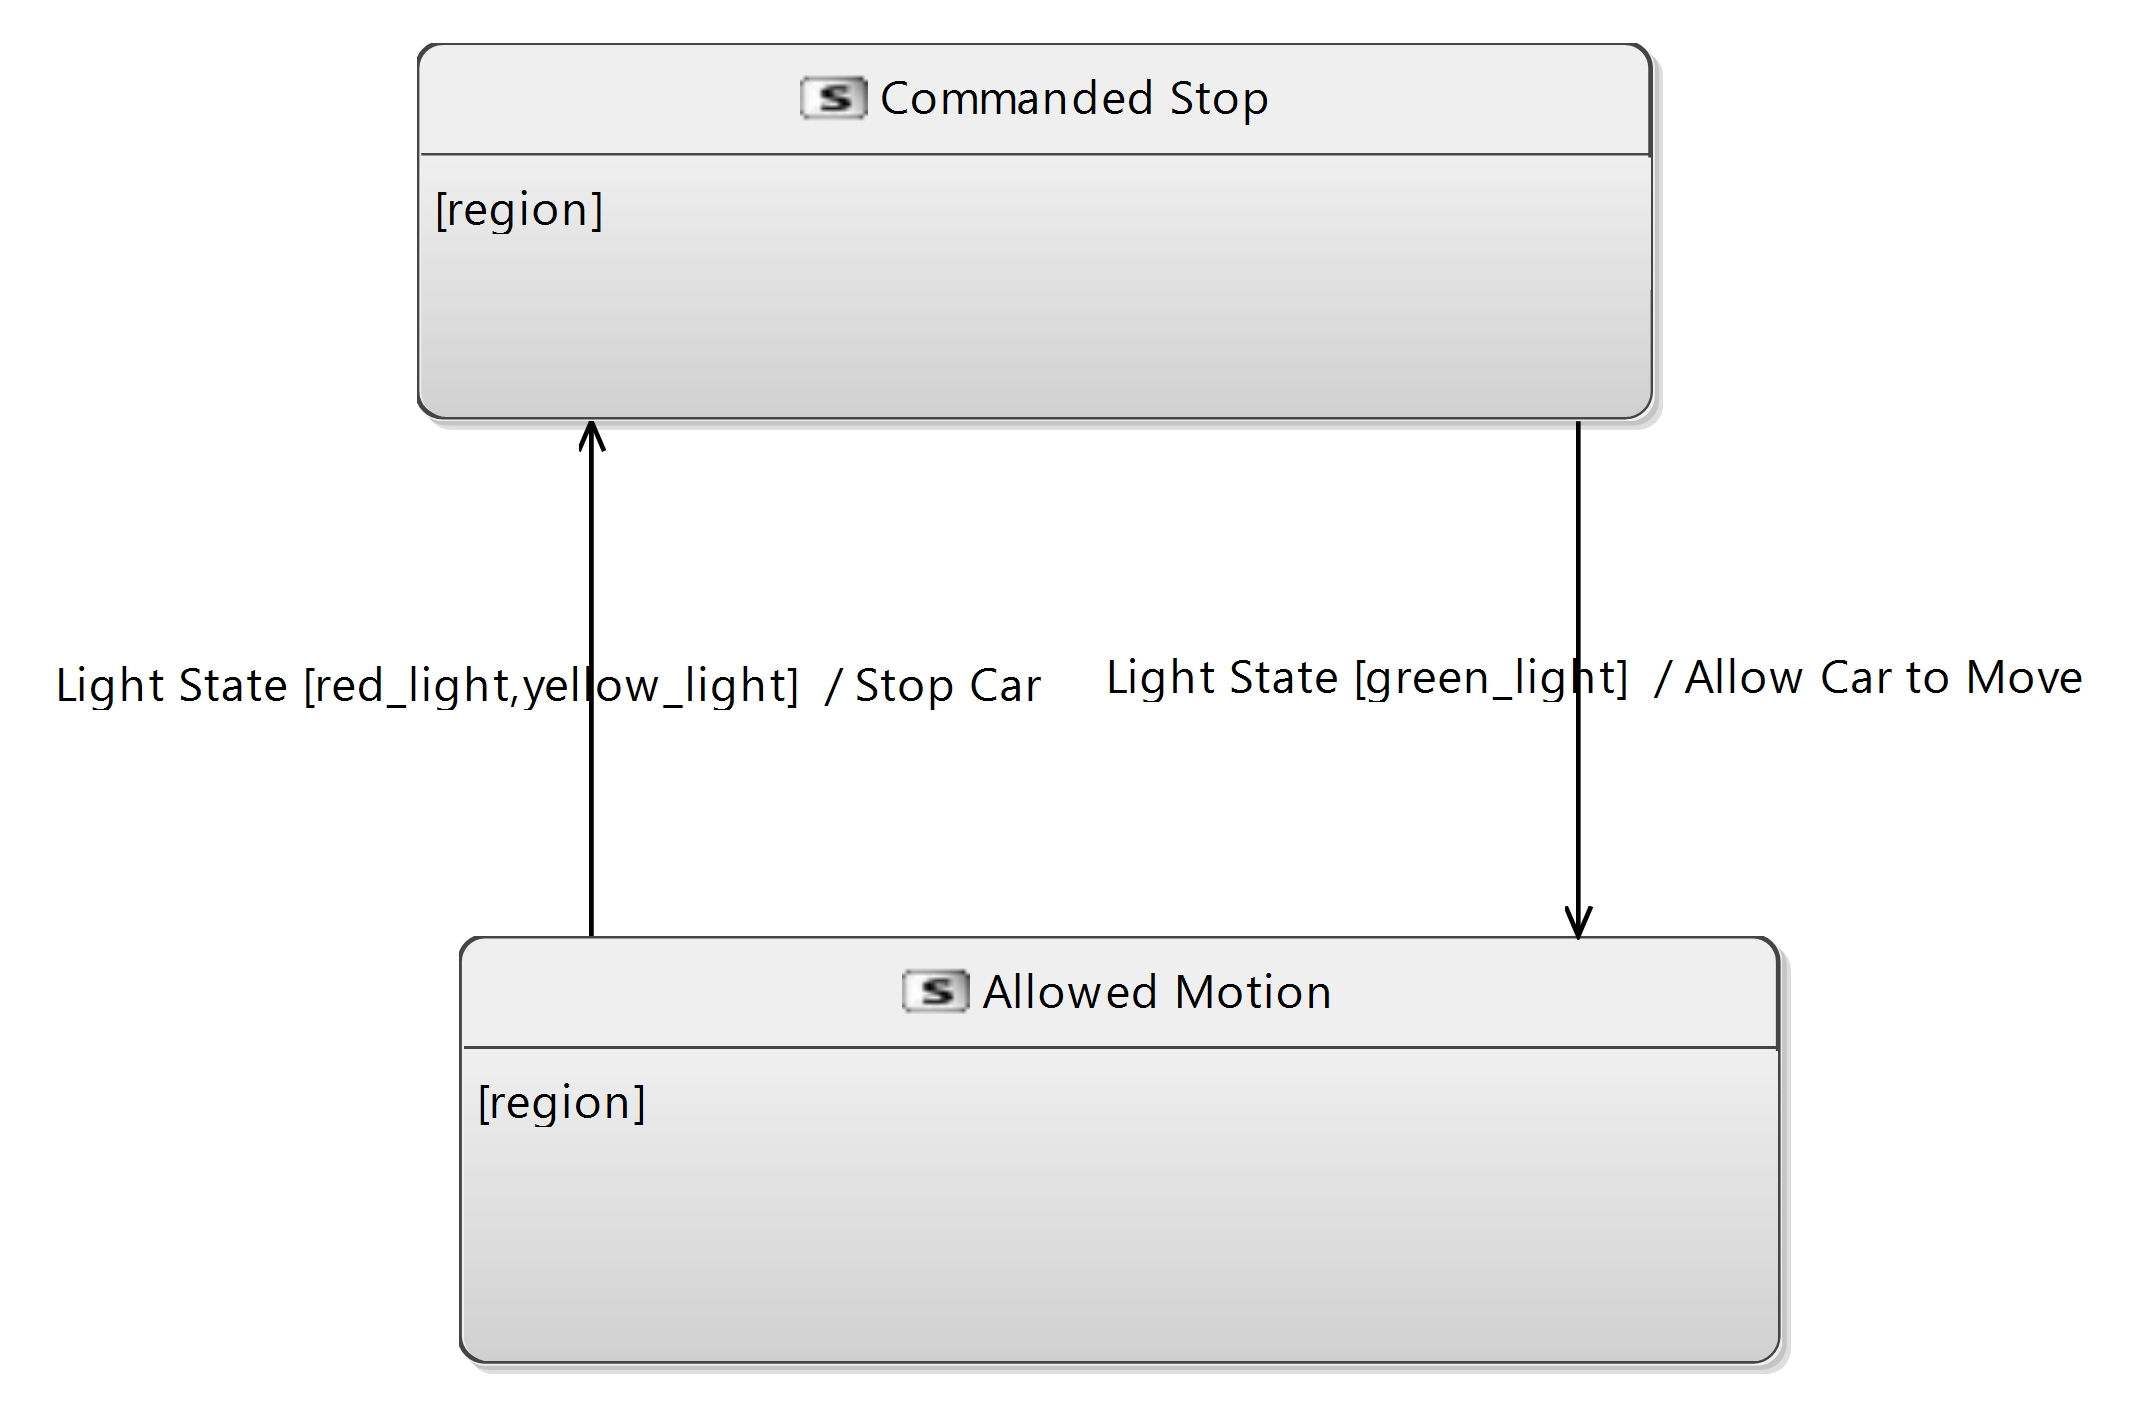 S Commanded Stop
[region]
Light State [red_light,yellow_light]  / Stop Car
Light State [green_light]  / Allow Car to Move
S Allowed Motion
[region]